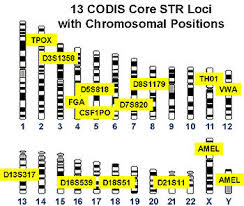 13 CODIS Core STR Loci
with Chromosomal Positions
TPOX
D3S1358
TH01
D8S1179
D5S818
VWA
FGA
D7S820
CSF1PO
1 2 3 4 5 6 7 8 9 10 11 12
AMEL
AMEL
D13S317
D16S539 D18S51 D21S11
13 14 15 16 17 18 19 20 21 22 X Y